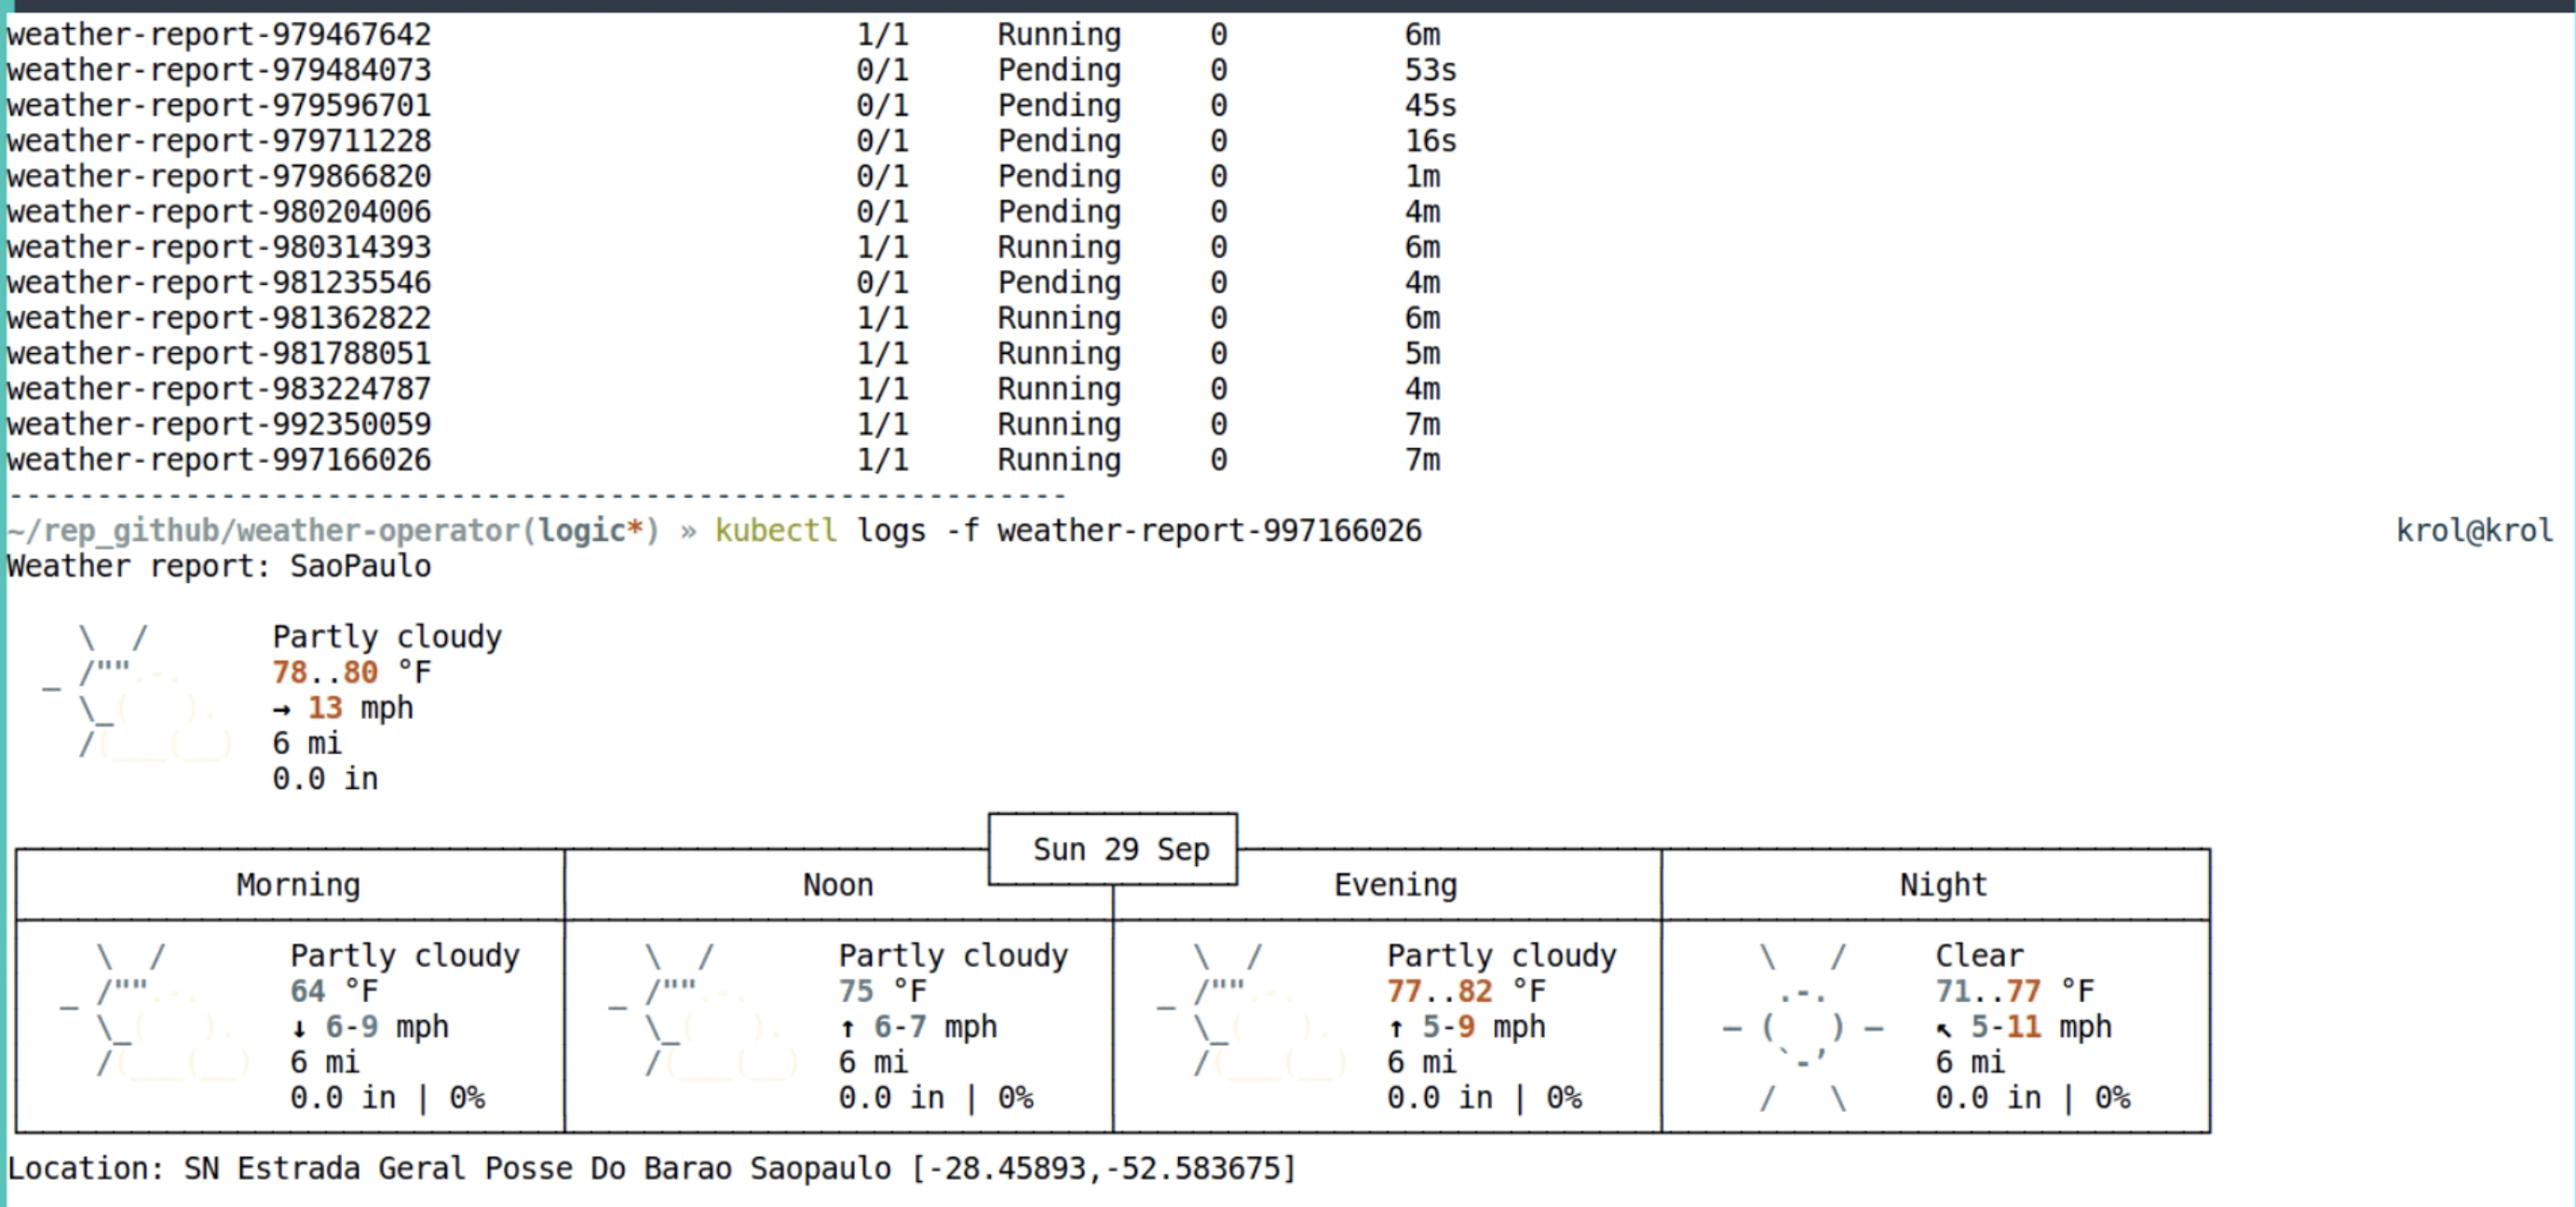 weather-report-979467642 1/1 Running 0 6m
weather-report-979484073 0/1 Pending 0 53s
weather-report-979596701 0/1 Pending 0 45s
weather-report-979711228 0/1 Pending 0 16s
weather-report-979866820 0/1 Pending 0 1m
weather-report-980204006 0/1 Pending 0 4m
weather-report-980314393 1/1 Running 0 6m
weather-report-981235546 0/1 Pending 0 4m
weather-report-981362822 1/1 Running 0 6m
weather-report-981788051 1/1 Running 0 5m
weather-report-983224787 1/1 Running 0 4m
weather-report-992350059 1/1 Running 0 7m
weather-report-997166026 1/1 Running 0 7m
------------------------------------------------------------
~/rep_github/weather-operator(logic*) » kubectl logs -f weather-report-997166026 krol@krol
Weather report: SaoPaulo
Partly cloudy
78..80 °F
→ 13 mph
6 mi
0.0 in
Sun 29 Sep
Morning Noon Evening Night
Partly cloudy Partly cloudy Partly cloudy Clear
64 °F 75 °F 77..82 °F 71..77 °F
↓ 6-9 mph ↑ 6-7 mph ↑ 5-9 mph ↖ 5-11 mph
6 mi 6 mi 6 mi 6 mi
0.0 in | 0% 0.0 in | 0% 0.0 in | 0% 0.0 in | 0%
Location: SN Estrada Geral Posse Do Barao Saopaulo [-28.45893,-52.583675]